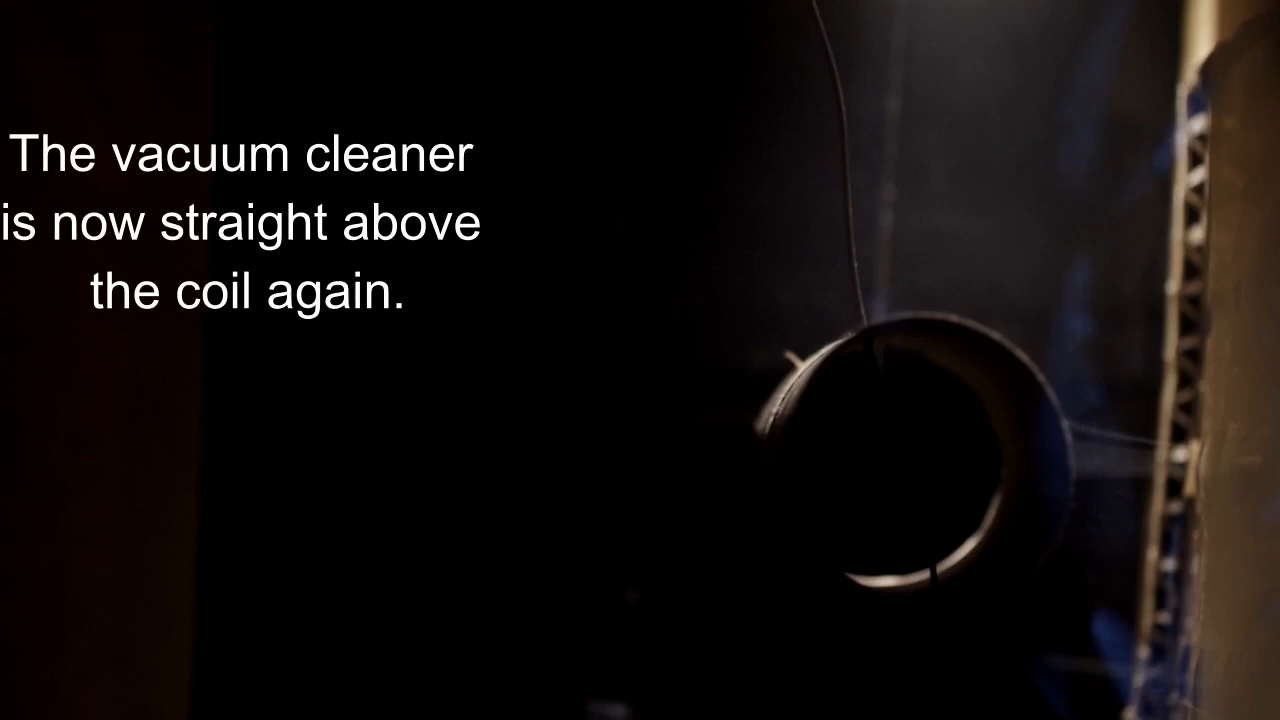 The vacuum cleaner
is now straight above
the coil again.